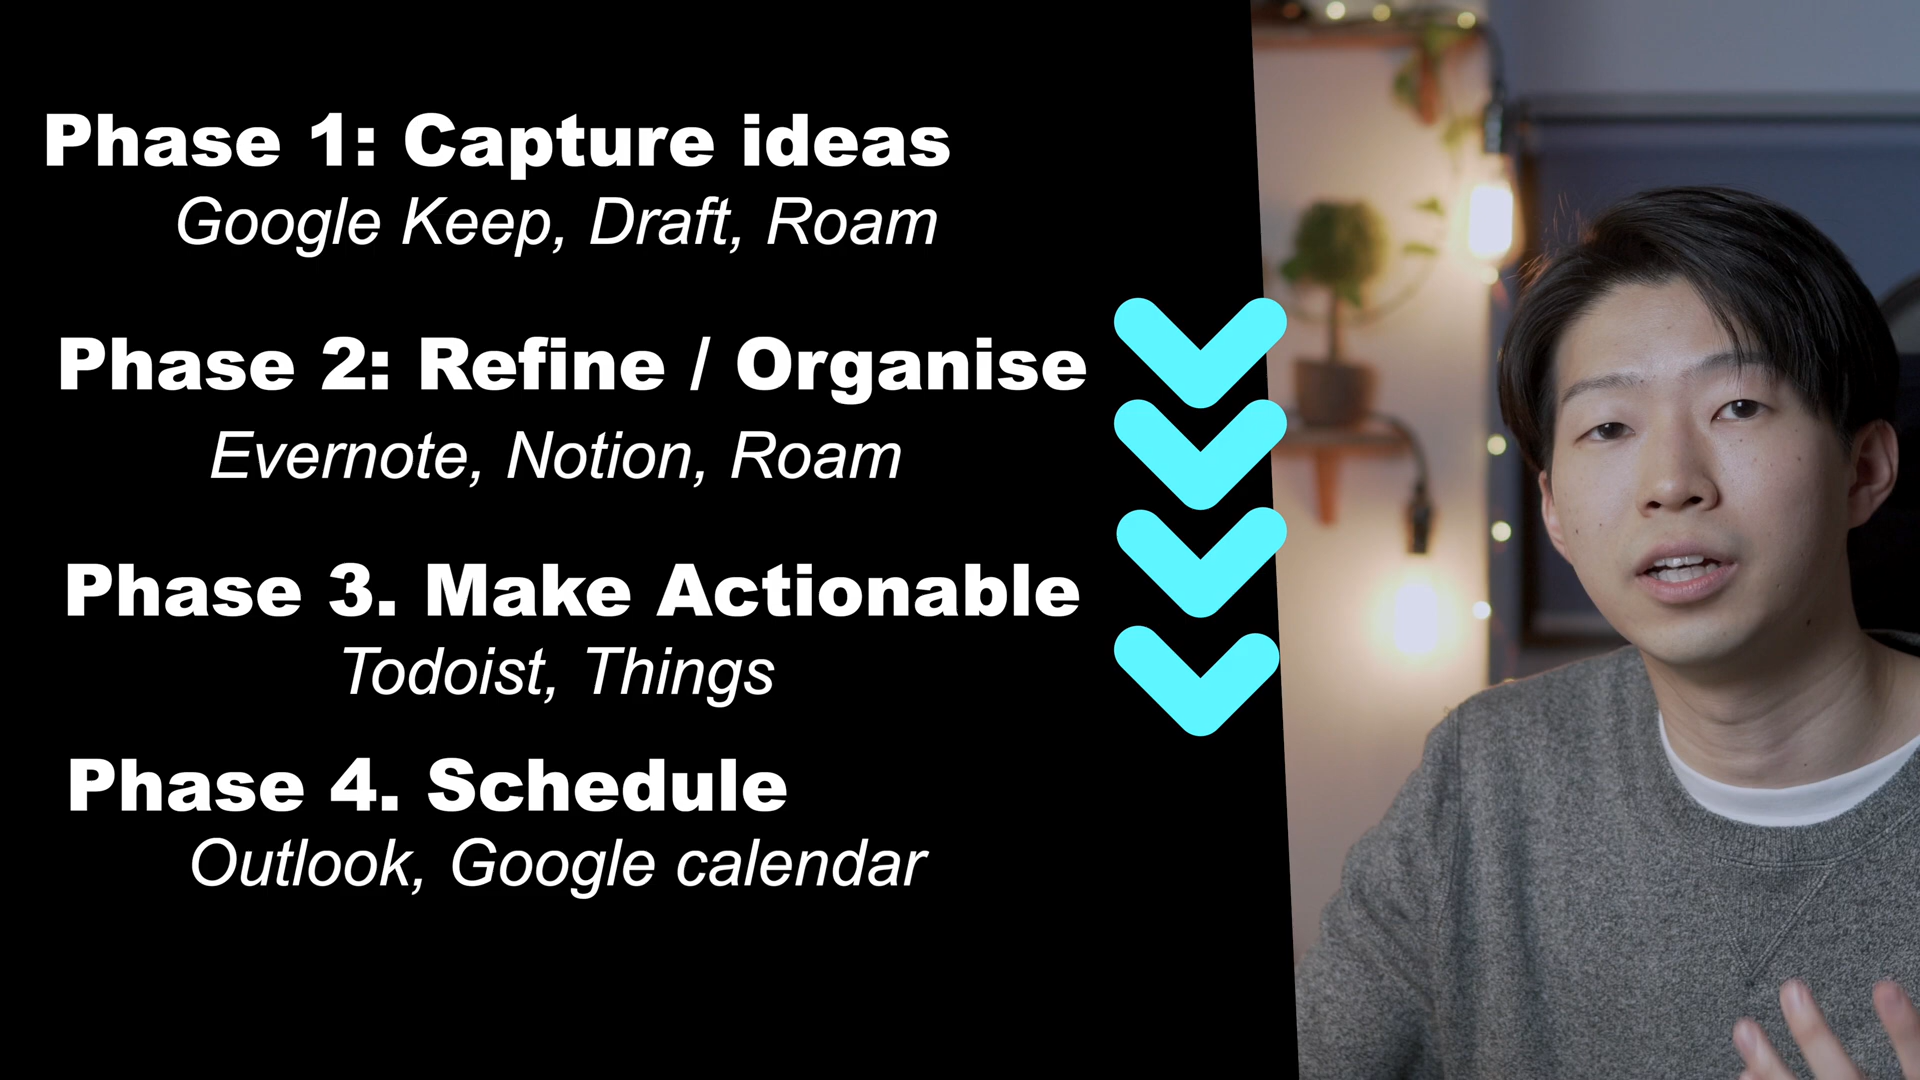 Phase 1: Capture ideas
Google Keep, Draft, Roam
Phase 2: Refine / Organise
Evernote, Notion, Roam
Phase 3. Make Actionable
Todoist, Things
Phase 4. Schedule
Outlook, Google calendar